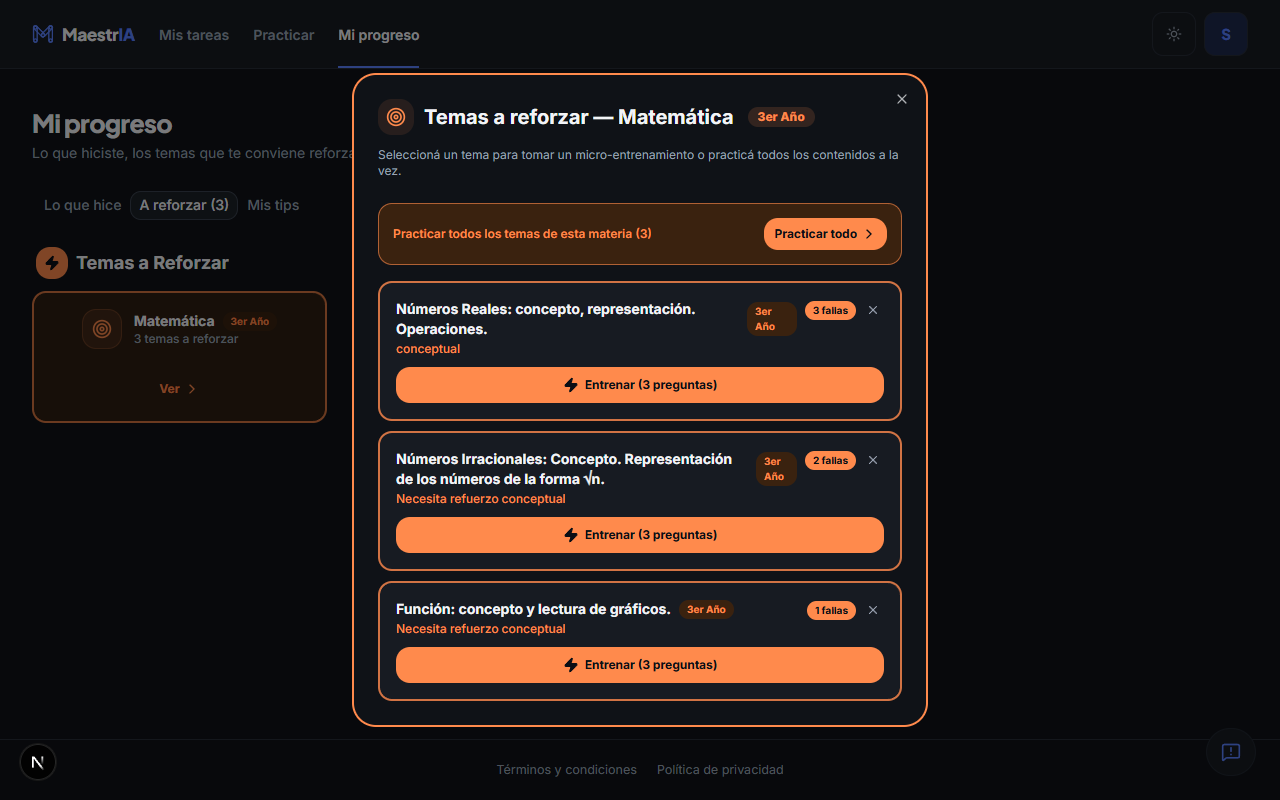 MaestrIA
Mis tareas
Practicar
Mi progreso
S
Mi progreso
Lo que hiciste, los temas que te conviene reforza
Lo que hice
A reforzar (3)
Mis tips
Temas a Reforzar
Matemática
3er Año
3 temas a reforzar
Ver
Temas a reforzar — Matemática
3er Año
Seleccioná un tema para tomar un micro-entrenamiento o practicá todos los contenidos a la
vez.
Practicar todos los temas de esta materia (3)
Practicar todo
Números Reales: concepto, representación.
Operaciones.
3er
Año
3 fallas
conceptual
Entrenar (3 preguntas)
Números Irracionales: Concepto. Representación
de los números de la forma √n.
3er
Año
2 fallas
Necesita refuerzo conceptual
Entrenar (3 preguntas)
Función: concepto y lectura de gráficos.
3er Año
1 fallas
Necesita refuerzo conceptual
Entrenar (3 preguntas)
N
Términos y condiciones
Política de privacidad